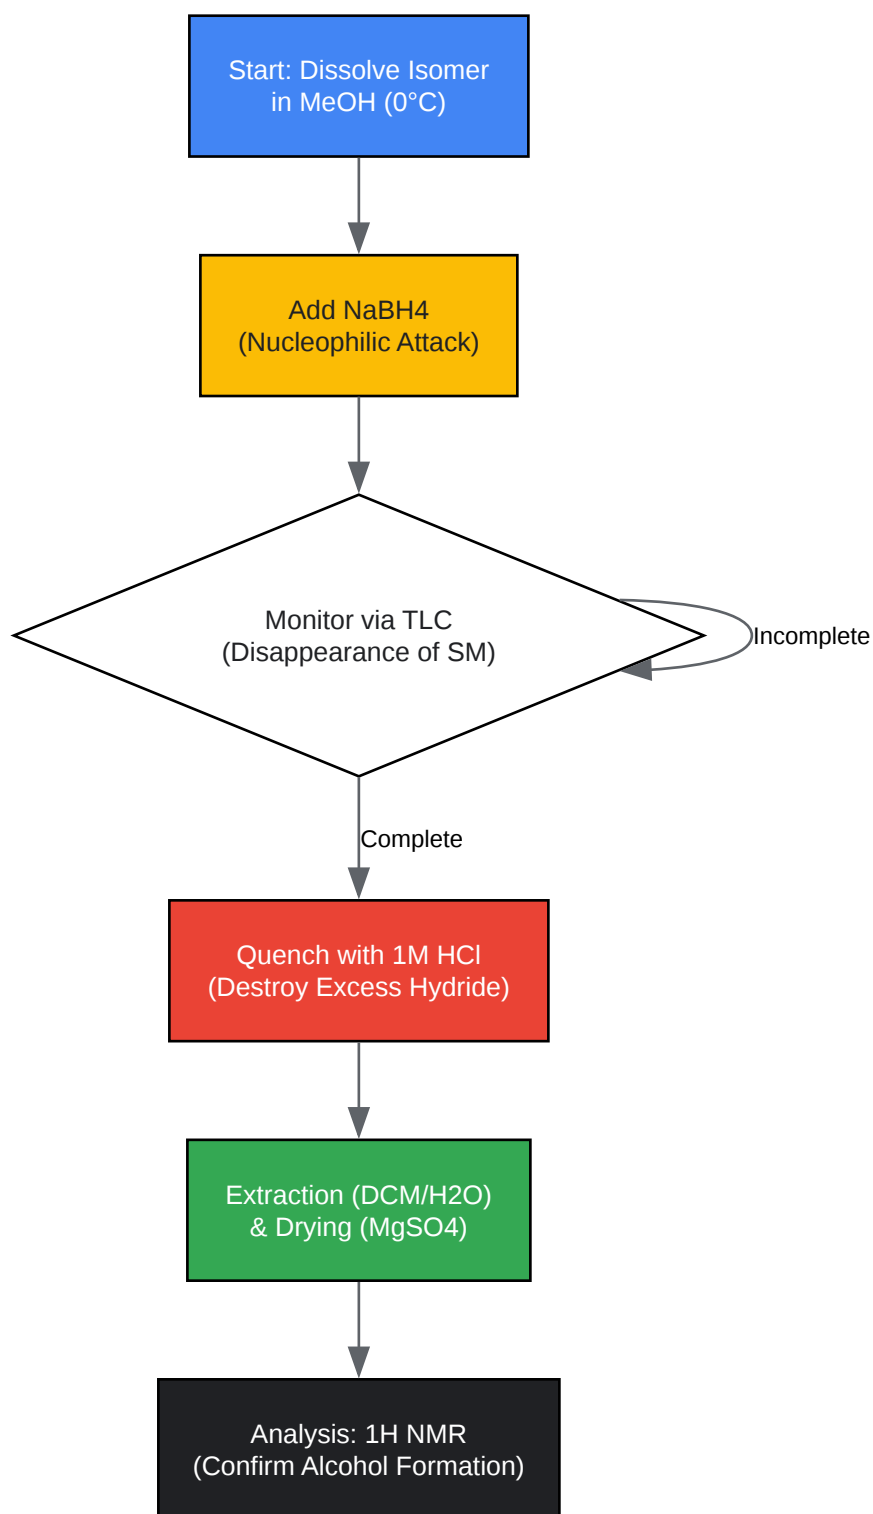 Start: Dissolve Isomer
in MeOH (0°C)
Add NaBH4
(Nucleophilic Attack)
Monitor via TLC
(Disappearance of SM)
Incomplete
Complete
Quench with 1M HCl
(Destroy Excess Hydride)
Extraction (DCM/H2O)
& Drying (MgSO4)
Analysis: 1H NMR
(Confirm Alcohol Formation)